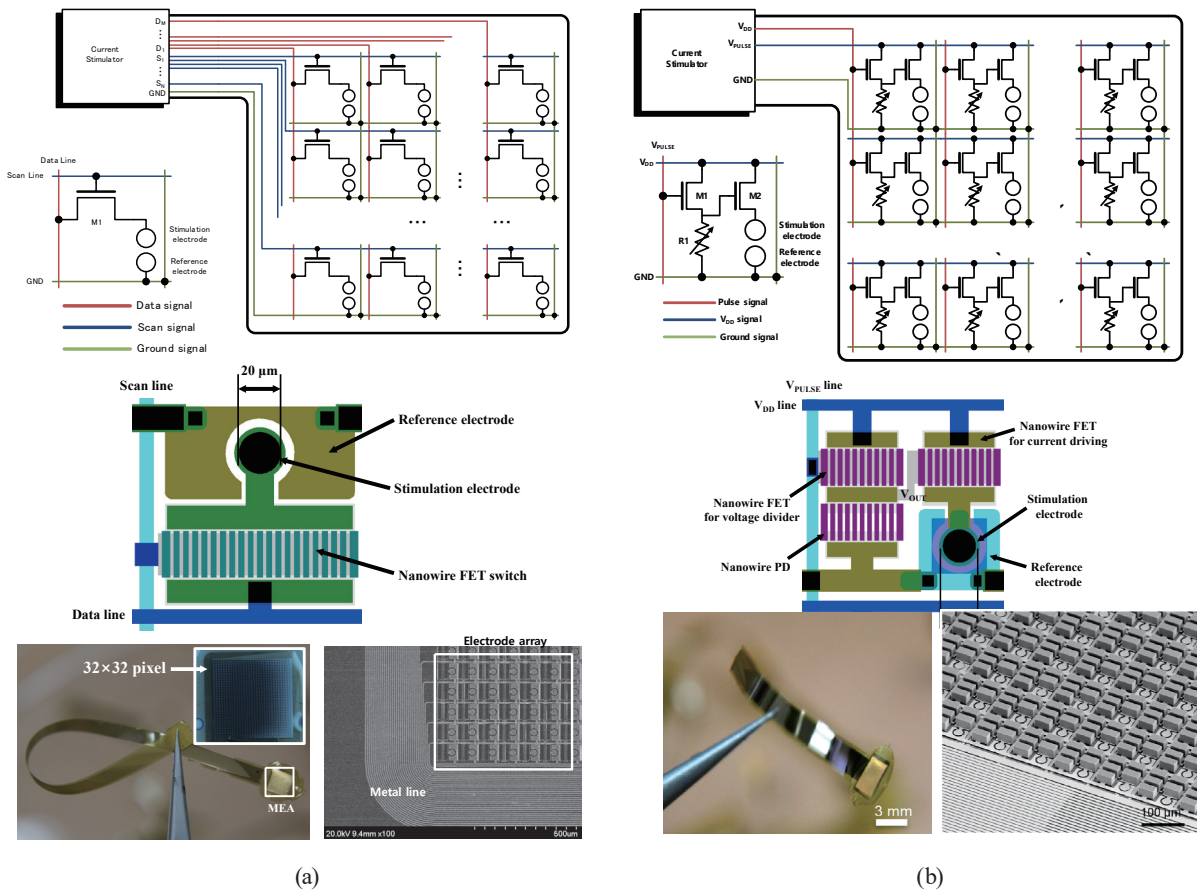 Current
Stimulator
D_M
⋮
D_1
S_1
⋮
S_N
GND
Data Line
Scan Line
M1
Stimulation
electrode
Reference
electrode
GND
Data signal
Scan signal
Ground signal
⋮
...
...
⋮
20 µm
Scan line
Reference electrode
Stimulation electrode
Nanowire FET switch
Data line
32×32 pixel
MEA
Electrode array
Metal line
20.0kV 9.4mm x100
500um
(a)
Current
Stimulator
V_DD
V_PULSE
GND
V_PULSE
V_DD
M1
M2
R1
Stimulation
electrode
Reference
electrode
GND
Pulse signal
V_DD signal
Ground signal
V_PULSE line
V_DD line
Nanowire FET
for current driving
V_OUT
Nanowire FET
for voltage divider
Stimulation
electrode
Nanowire PD
Reference
electrode
3 mm
100 µm
(b)